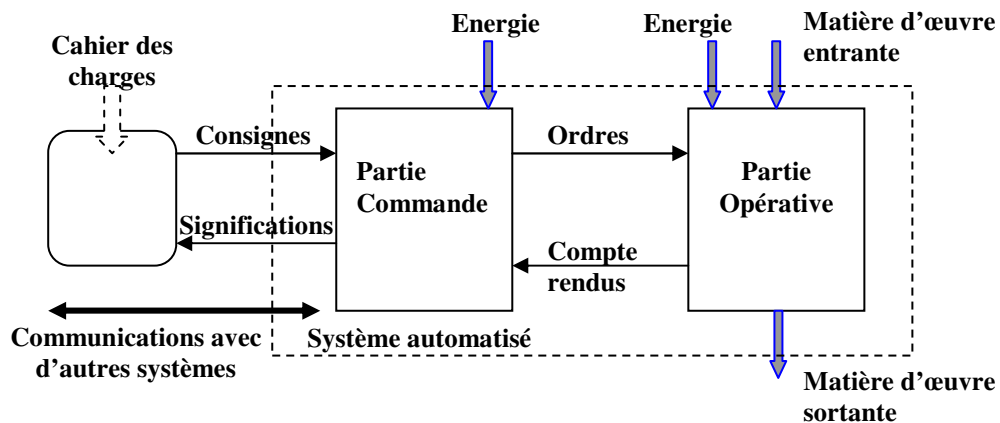 Energie
Energie
Matière d’œuvre
entrante
Cahier des
charges
Consignes
Ordres
Partie
Commande
Partie
Opérative
Significations
Compte
rendus
Communications avec
d’autres systèmes
Système automatisé
Matière d’œuvre
sortante